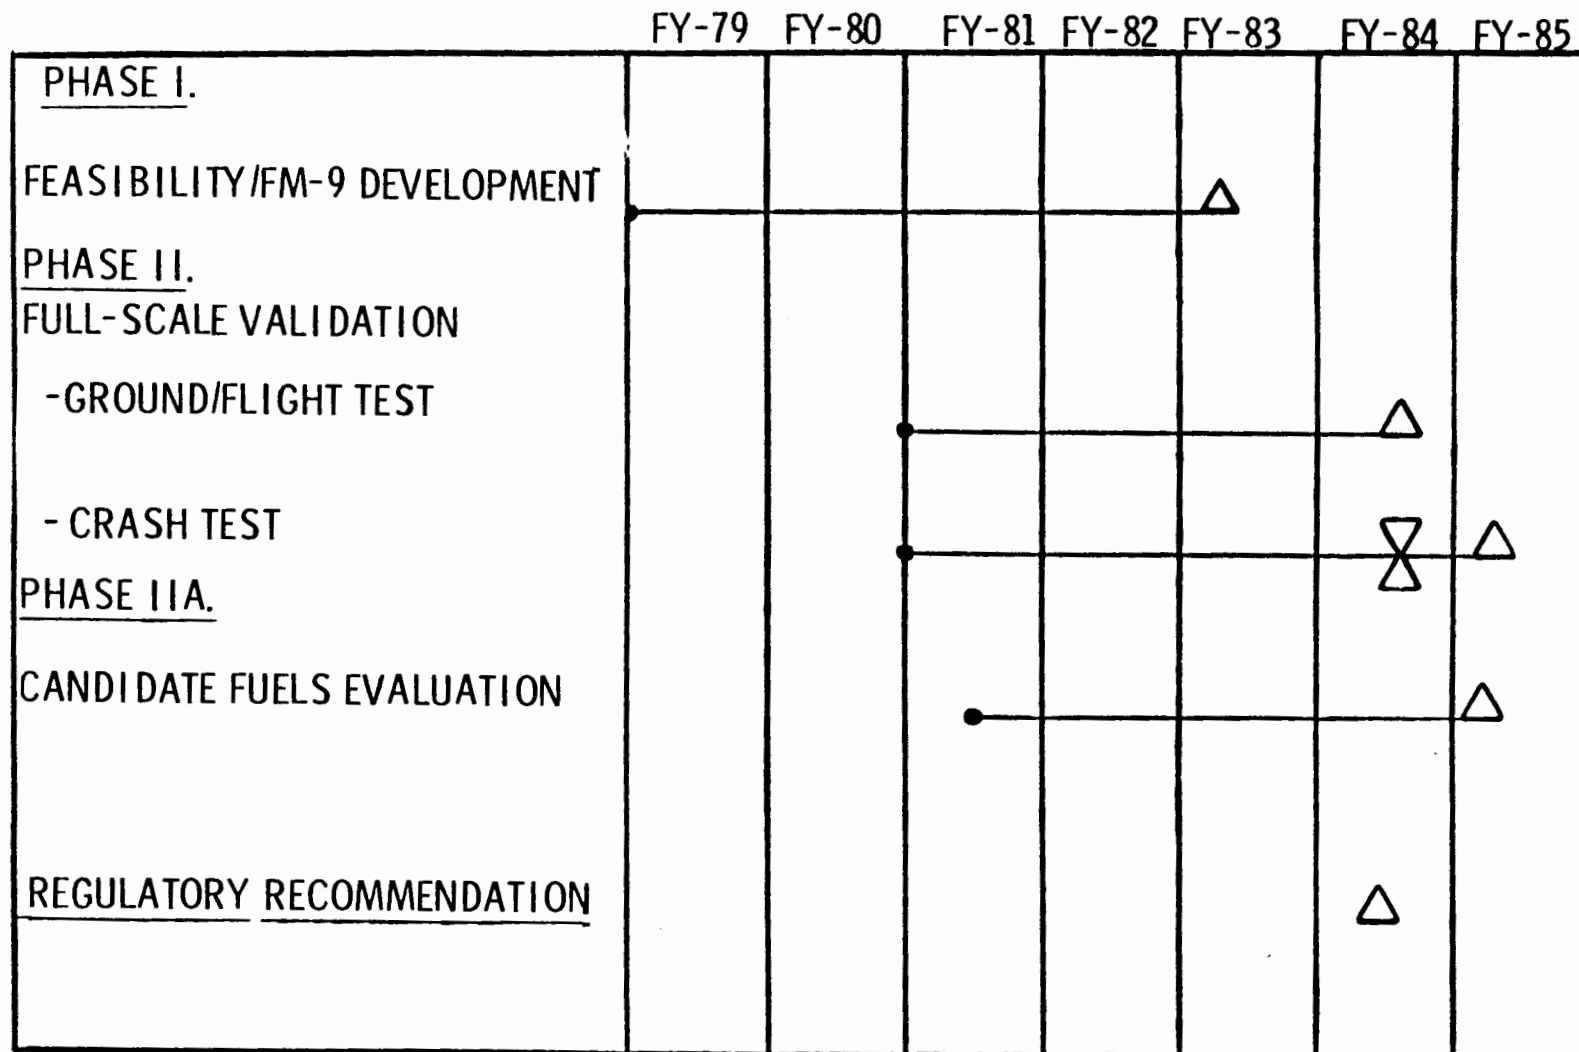 FY-79 FY-80 FY-81 FY-82 FY-83 FY-84 FY-85
PHASE I.
FEASIBILITY/FM-9 DEVELOPMENT
PHASE II.
FULL-SCALE VALIDATION
-GROUND/FLIGHT TEST
- CRASH TEST
PHASE IIA.
CANDIDATE FUELS EVALUATION
REGULATORY RECOMMENDATION